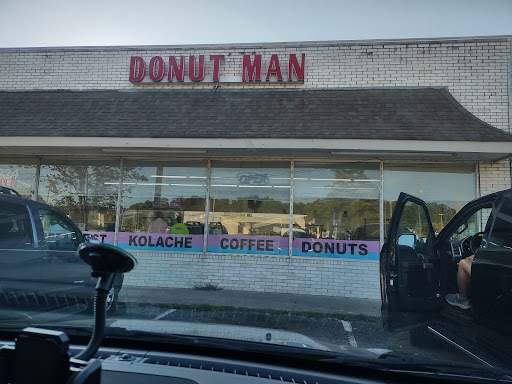 DONUT MAN
OPEN
KOLACHE COFFEE DONUTS